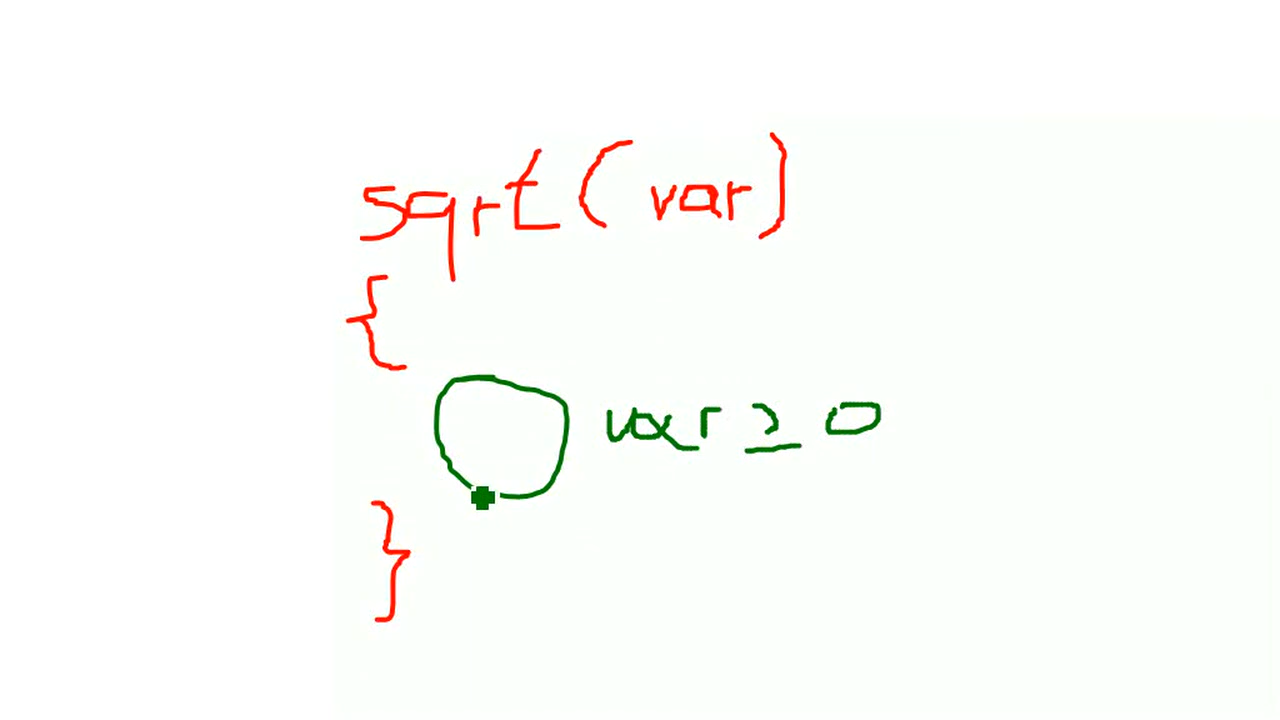 sqrt(var)
{
var ≥ 0
}